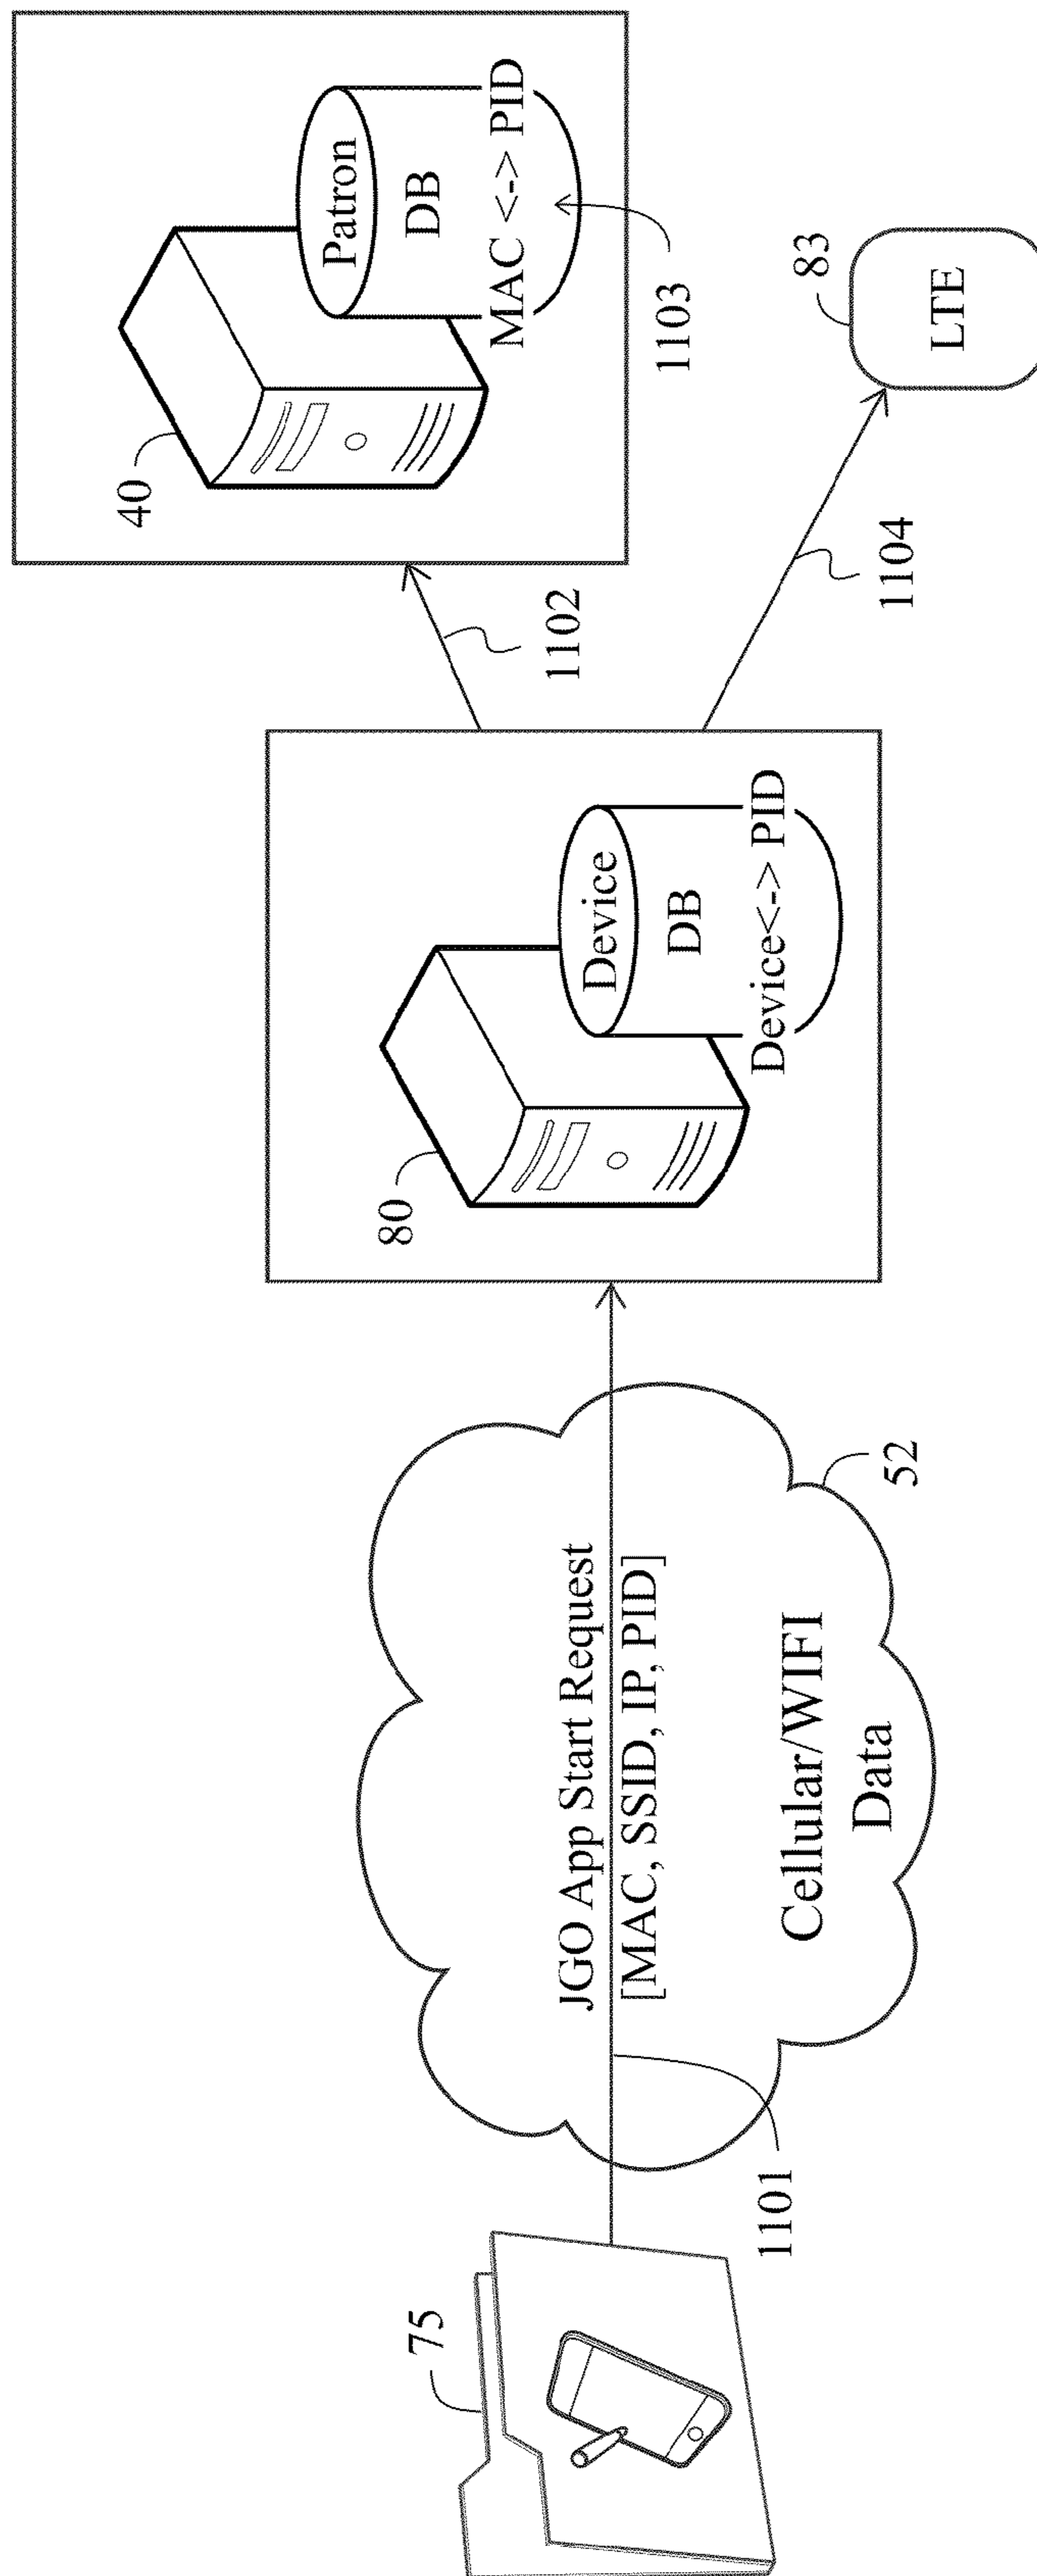 75
1101
JGO App Start Request
[MAC, SSID, IP, PID]
Cellular/WIFI
Data
52
80
Device
DB
Device<-> PID
1102
1104
40
Patron
DB
MAC <-> PID
1103
83
LTE